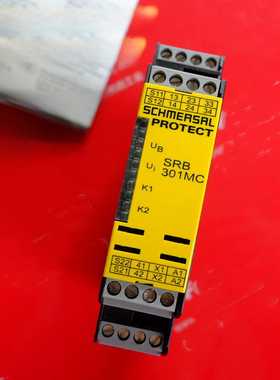 S11 13 23 33
S12 14 24 34
SCHMERSAL
PROTECT
UB
Ui
SRB
301MC
K1
K2
S22 41 X1 A1
S21 42 X2 A2